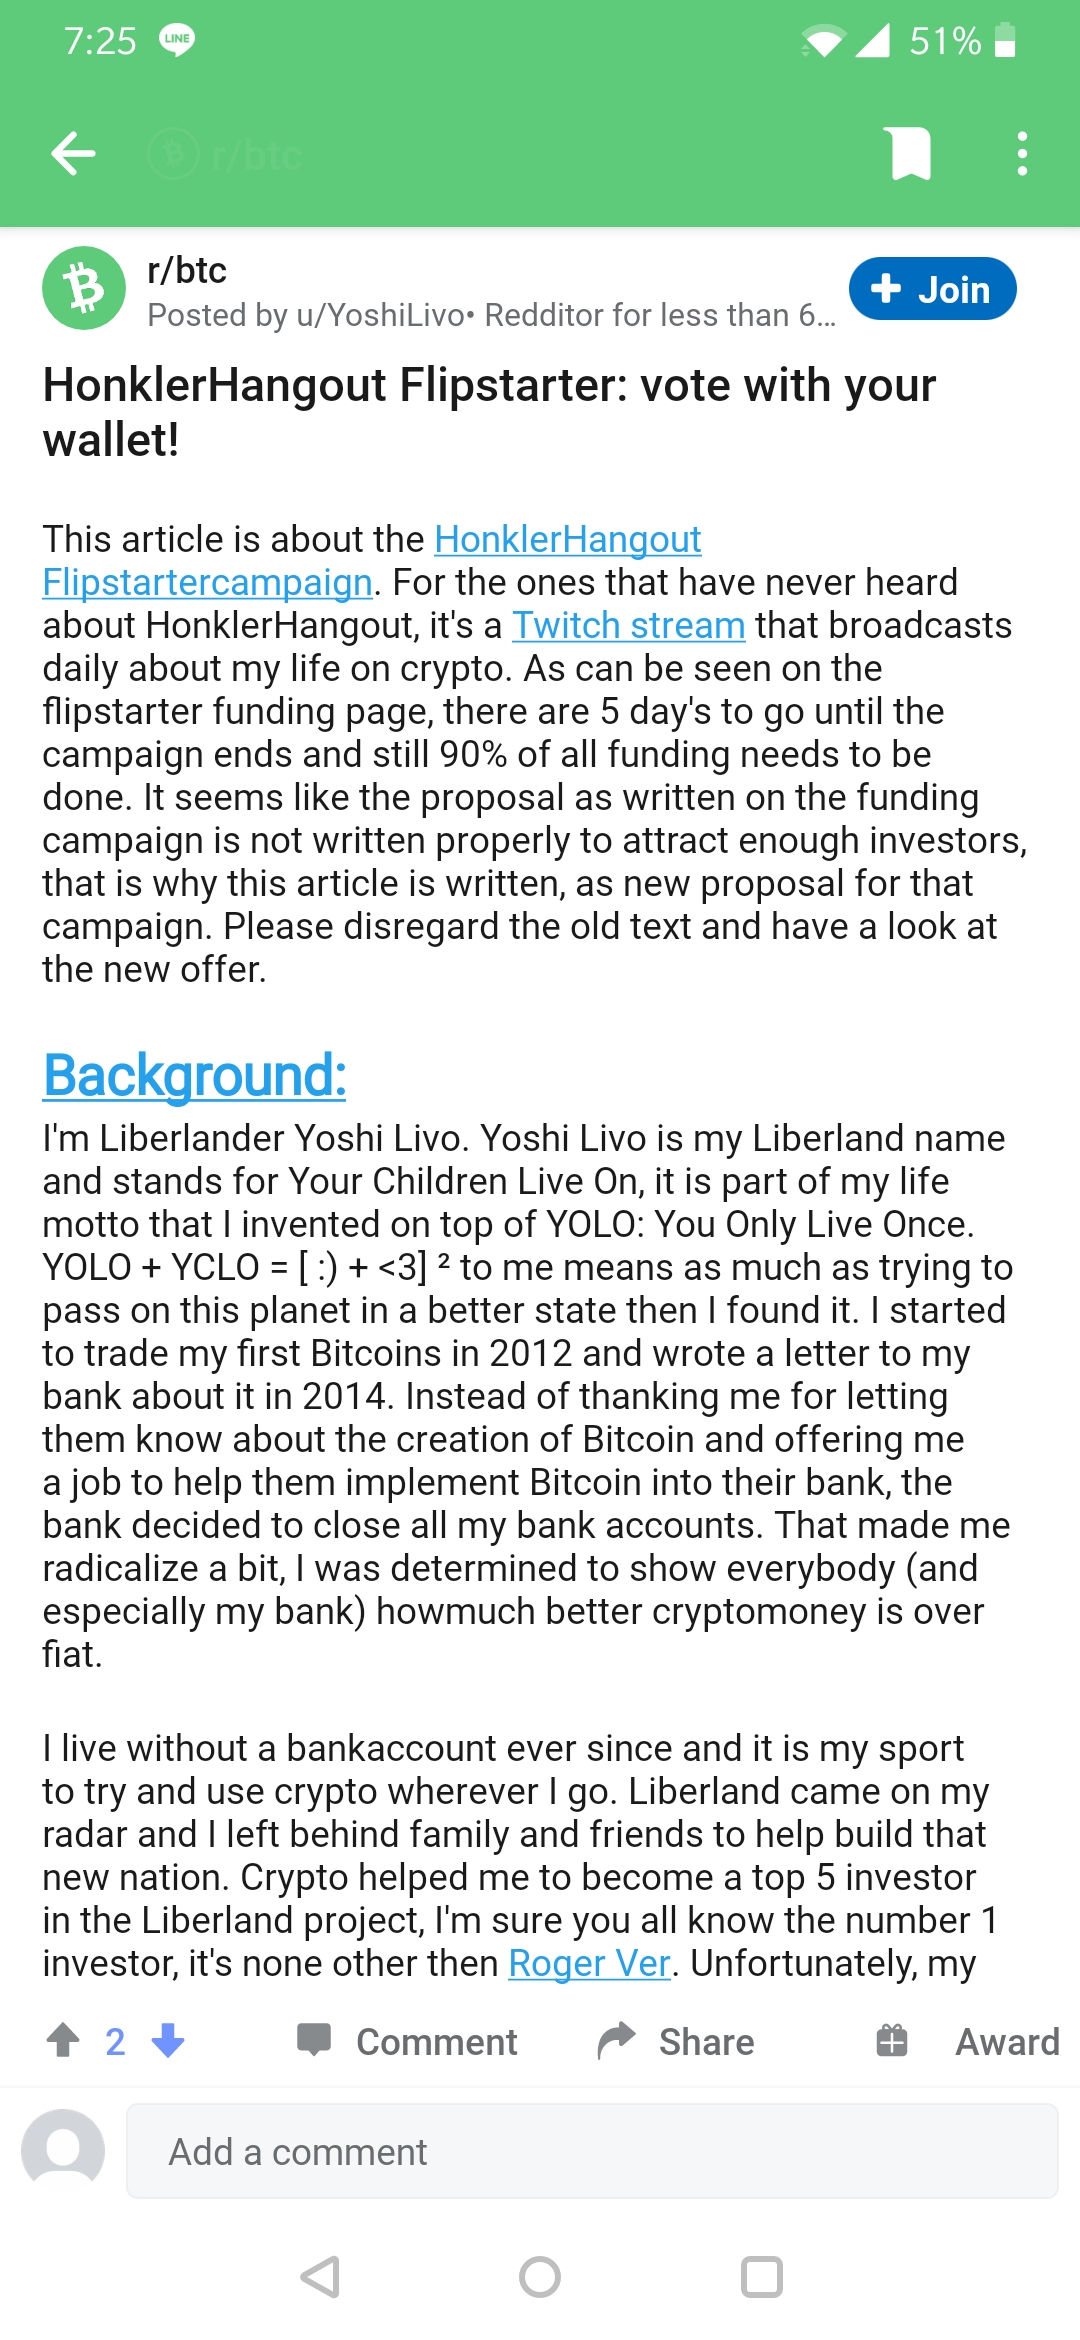 7:25 LINE 51%
r/btc
r/btc
Posted by u/YoshiLivo• Redditor for less than 6...
Join
HonklerHangout Flipstarter: vote with your
wallet!
This article is about the HonklerHangout
Flipstartercampaign. For the ones that have never heard
about HonklerHangout, it's a Twitch stream that broadcasts
daily about my life on crypto. As can be seen on the
flipstarter funding page, there are 5 day's to go until the
campaign ends and still 90% of all funding needs to be
done. It seems like the proposal as written on the funding
campaign is not written properly to attract enough investors,
that is why this article is written, as new proposal for that
campaign. Please disregard the old text and have a look at
the new offer.
Background:
I'm Liberlander Yoshi Livo. Yoshi Livo is my Liberland name
and stands for Your Children Live On, it is part of my life
motto that I invented on top of YOLO: You Only Live Once.
YOLO + YCLO = [ :) + <3] ² to me means as much as trying to
pass on this planet in a better state then I found it. I started
to trade my first Bitcoins in 2012 and wrote a letter to my
bank about it in 2014. Instead of thanking me for letting
them know about the creation of Bitcoin and offering me
a job to help them implement Bitcoin into their bank, the
bank decided to close all my bank accounts. That made me
radicalize a bit, I was determined to show everybody (and
especially my bank) howmuch better cryptomoney is over
fiat.
I live without a bankaccount ever since and it is my sport
to try and use crypto wherever I go. Liberland came on my
radar and I left behind family and friends to help build that
new nation. Crypto helped me to become a top 5 investor
in the Liberland project, I'm sure you all know the number 1
investor, it's none other then Roger Ver. Unfortunately, my
2 Comment Share Award
Add a comment